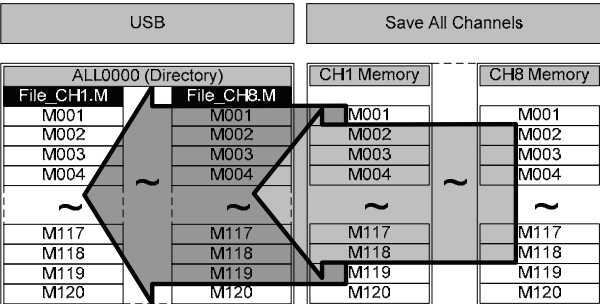 USB Save All Channels
ALL0000 (Directory) CH1 Memory CH8 Memory
File_CH1.M File_CH8.M
M001 M001 M001 M001
M002 M002 M002 M002
M003 M003 M003 M003
M004 M004 M004 M004
~ ~ ~ ~ ~ ~
M117 M117 M117 M117
M118 M118 M118 M118
M119 M119 M119 M119
M120 M120 M120 M120